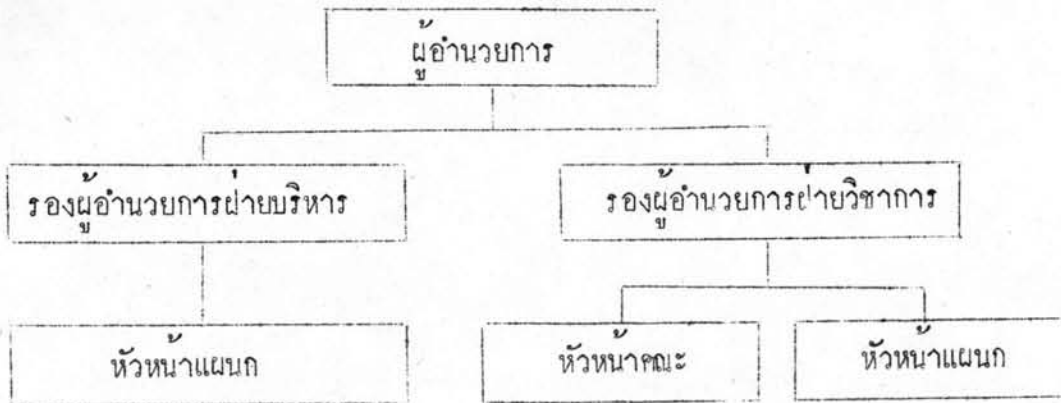 ผู้อำนวยการ
รองผู้อำนวยการฝ่ายบริหาร
รองผู้อำนวยการฝ่ายวิชาการ
หัวหน้าแผนก
หัวหน้าคณะ
หัวหน้าแผนก